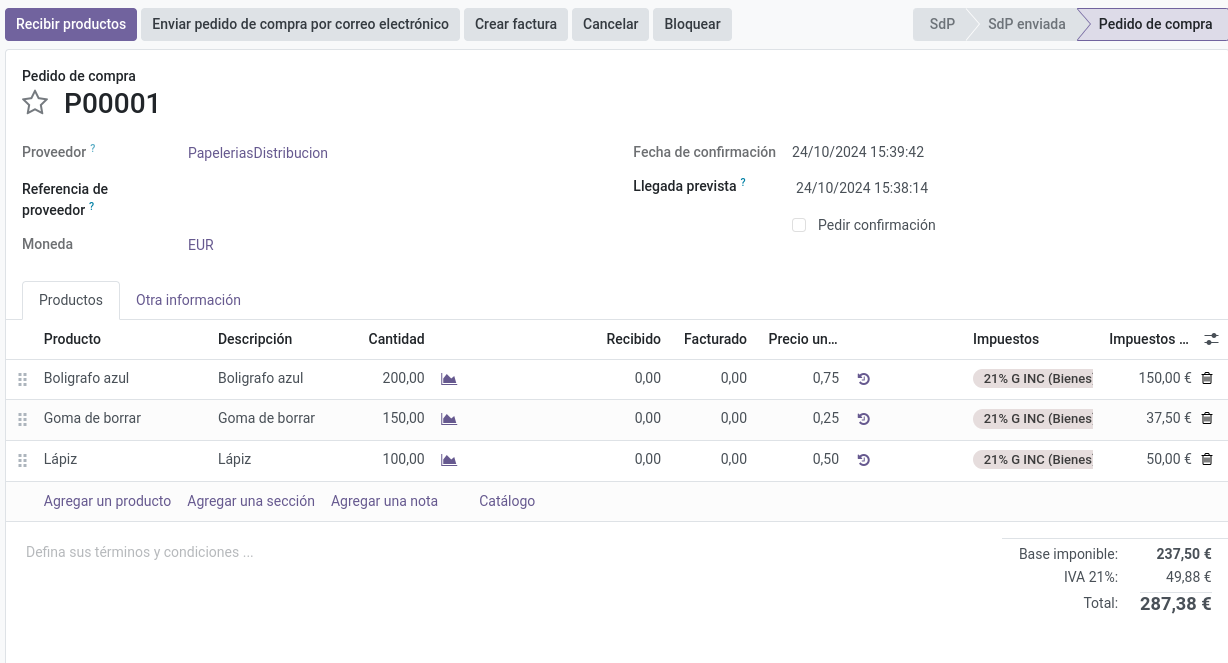 Recibir productos Enviar pedido de compra por correo electrónico Crear factura Cancelar Bloquear SdP SdP enviada Pedido de compra
Pedido de compra
P00001
Proveedor ? PapeleriasDistribucion Fecha de confirmación 24/10/2024 15:39:42
Referencia de proveedor ? Llegada prevista ? 24/10/2024 15:38:14
Pedir confirmación
Moneda EUR
Productos Otra información
Producto Descripción Cantidad Recibido Facturado Precio un... Impuestos Impuestos ...
Boligrafo azul Boligrafo azul 200,00 0,00 0,00 0,75 21% G INC (Bienes 150,00 €
Goma de borrar Goma de borrar 150,00 0,00 0,00 0,25 21% G INC (Bienes 37,50 €
Lápiz Lápiz 100,00 0,00 0,00 0,50 21% G INC (Bienes 50,00 €
Agregar un producto Agregar una sección Agregar una nota Catálogo
Defina sus términos y condiciones ...
Base imponible: 237,50 €
IVA 21%: 49,88 €
Total: 287,38 €